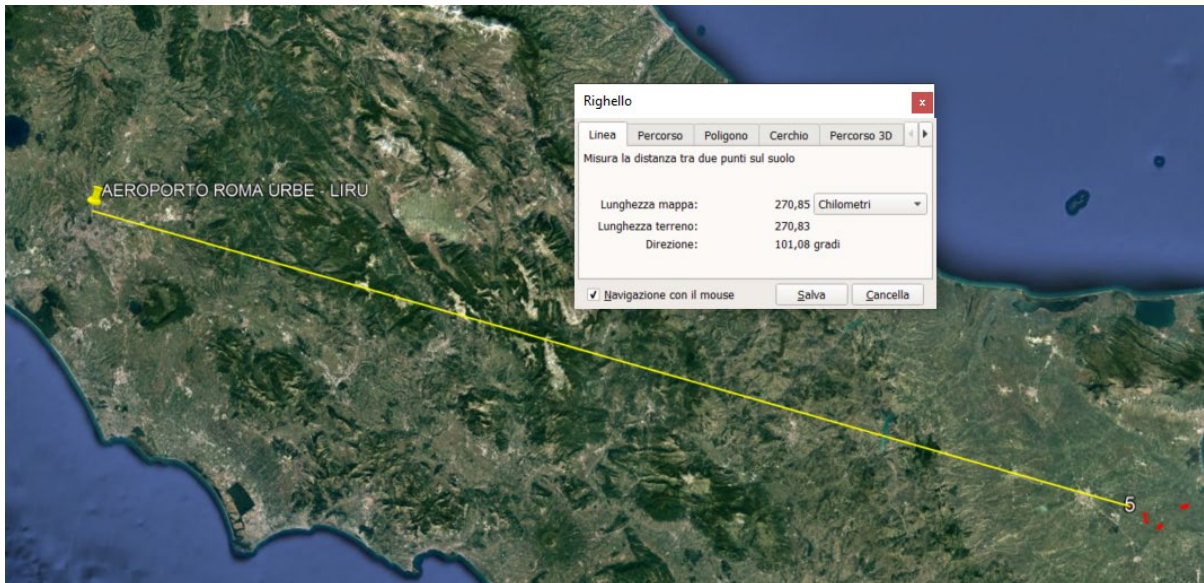 AEROPORTO ROMA URBE - LIRU
Righello
x
Linea Percorso Poligono Cerchio Percorso 3D
Misura la distanza tra due punti sul suolo
Lunghezza mappa: 270,85 Chilometri
Lunghezza terreno: 270,83
Direzione: 101,08 gradi
Navigazione con il mouse Salva Cancella
5